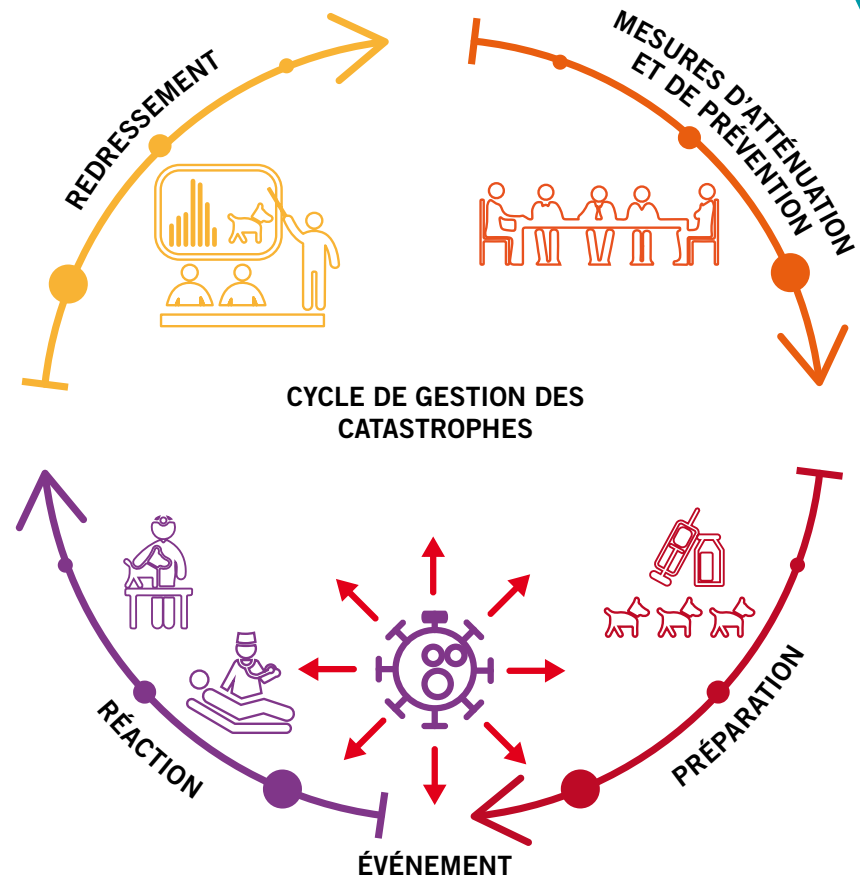 REDRESSEMENT
MESURES D'ATTÉNUATION
ET DE PRÉVENTION
CYCLE DE GESTION DES
CATASTROPHES
RÉACTION
PRÉPARATION
ÉVÉNEMENT